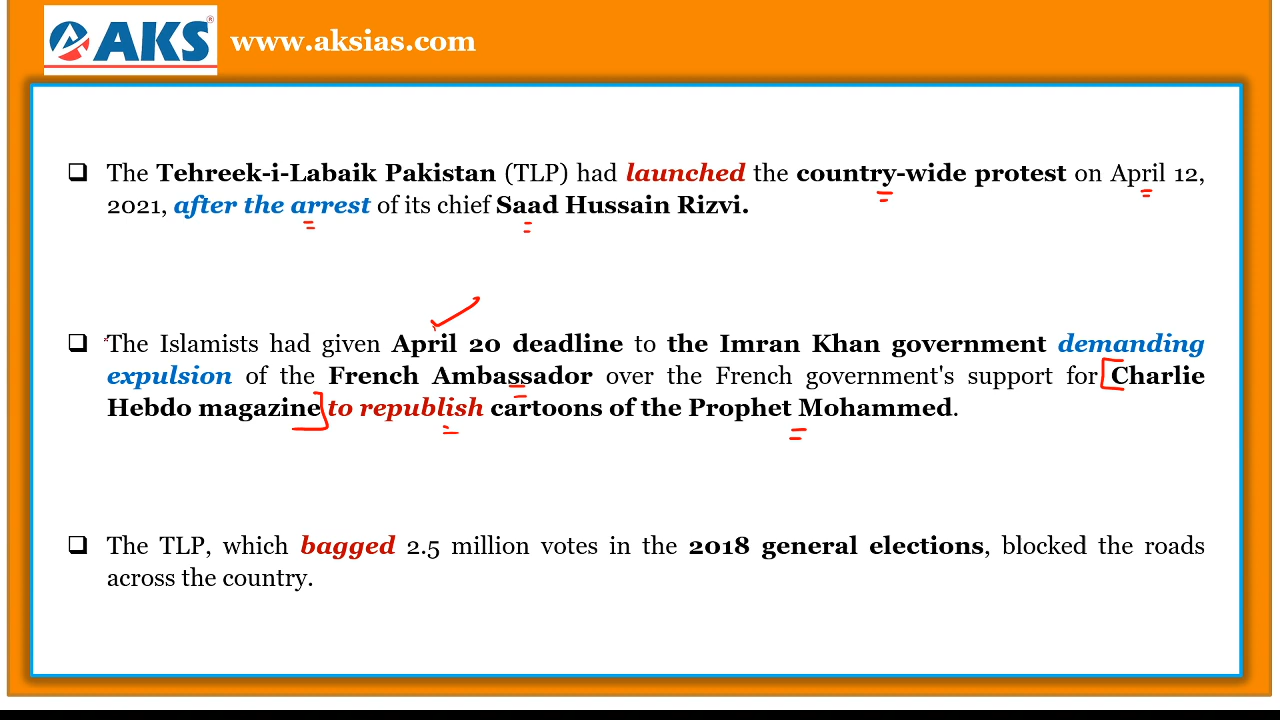 AKS® www.aksias.com
❑ The Tehreek-i-Labaik Pakistan (TLP) had launched the country-wide protest on April 12,
2021, after the arrest of its chief Saad Hussain Rizvi.
❑ The Islamists had given April 20 deadline to the Imran Khan government demanding
expulsion of the French Ambassador over the French government's support for Charlie
Hebdo magazine to republish cartoons of the Prophet Mohammed.
❑ The TLP, which bagged 2.5 million votes in the 2018 general elections, blocked the roads
across the country.